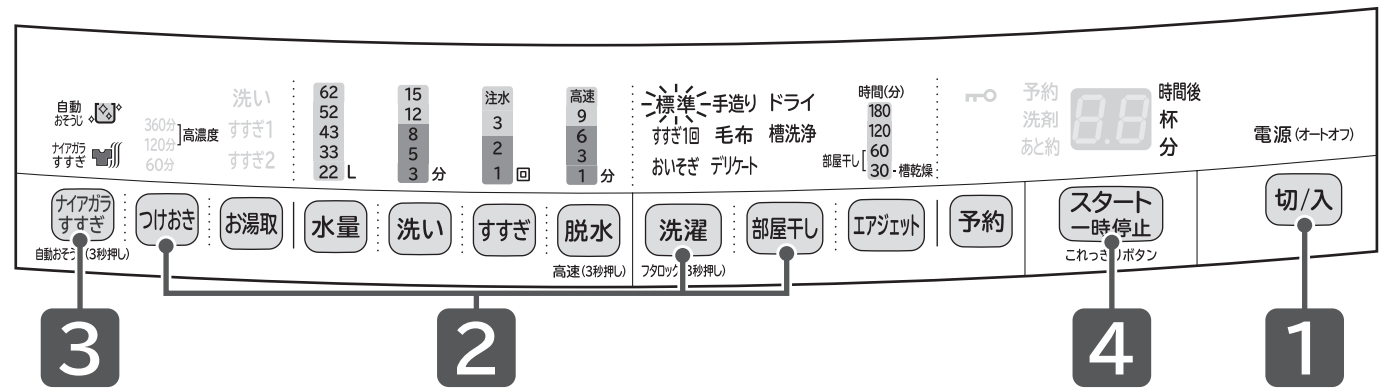 自動
おそうじ
ナイアガラ
すすぎ
360分
120分
60分
高濃度
洗い
すすぎ1
すすぎ2
62
52
43
33
22 L
15
12
8
5
3 分
注水
3
2
1 回
高速
9
6
3
1 分
標準 手造り ドライ
すすぎ1回 毛布 槽洗浄
おいそぎ デリケート
時間(分)
180
120
部屋干し 60
30 - 槽乾燥
予約
洗剤
あと約
8.8
時間後
杯
分
電源 (オートオフ)
ナイアガラ
すすぎ
自動おそうじ(3秒押し)
つけおき
お湯取
水量
洗い
すすぎ
脱水
高速(3秒押し)
洗濯
フタロック(3秒押し)
部屋干し
エアジェット
予約
スタート
一時停止
これっきりボタン
切/入
3
2
4
1